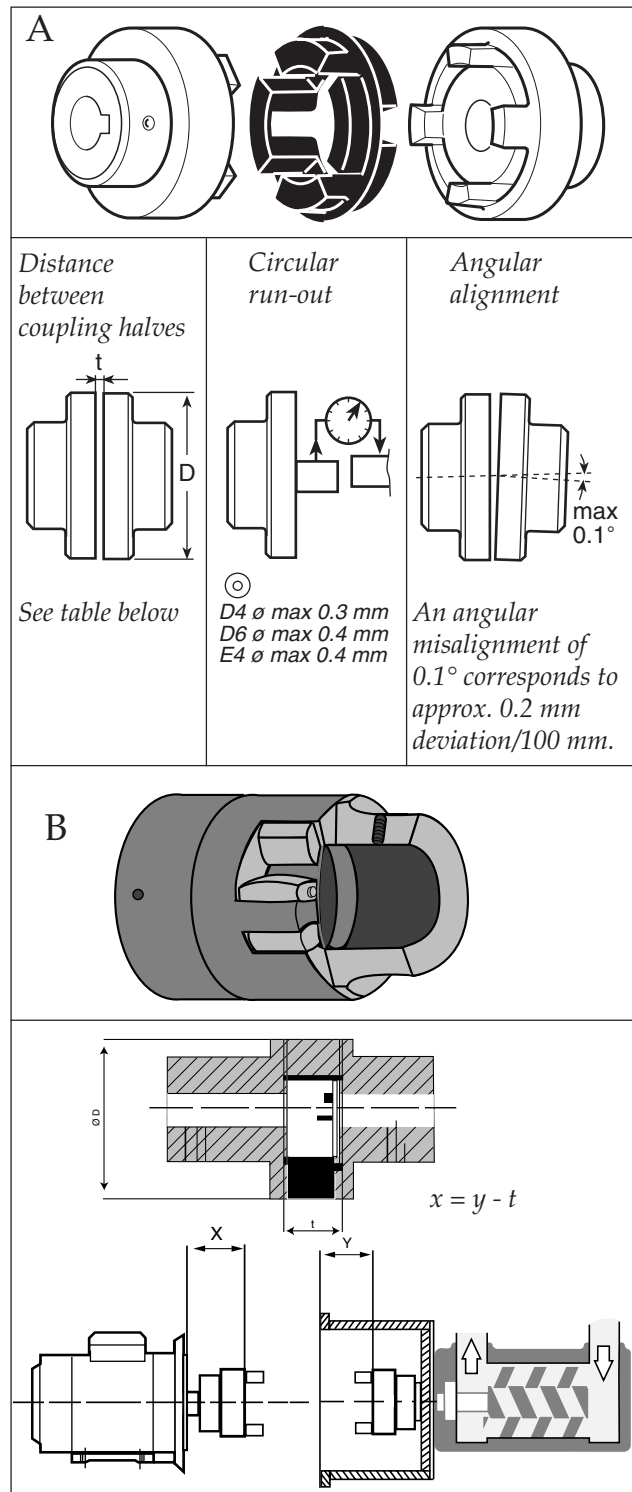 A
Distance
between
coupling halves
t
D
See table below
Circular
run-out
D4 ø max 0.3 mm
D6 ø max 0.4 mm
E4 ø max 0.4 mm
Angular
alignment
max
0.1°
An angular
misalignment of
0.1° corresponds to
approx. 0.2 mm
deviation/100 mm.
B
Ø D
t
x = y - t
X
Y